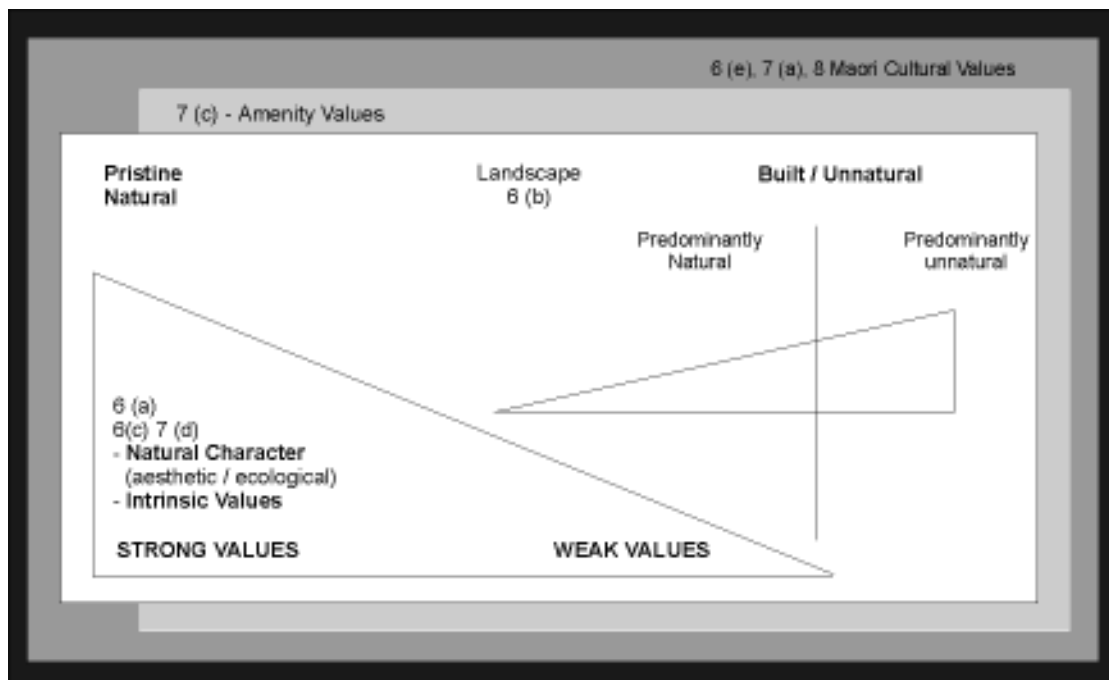 6 (e), 7 (a), 8 Maori Cultural Values
7 (c) - Amenity Values
Pristine
Natural
Landscape
6 (b)
Built / Unnatural
Predominantly
Natural
Predominantly
unnatural
6 (a)
6(c) 7 (d)
- Natural Character
(aesthetic / ecological)
- Intrinsic Values
STRONG VALUES
WEAK VALUES